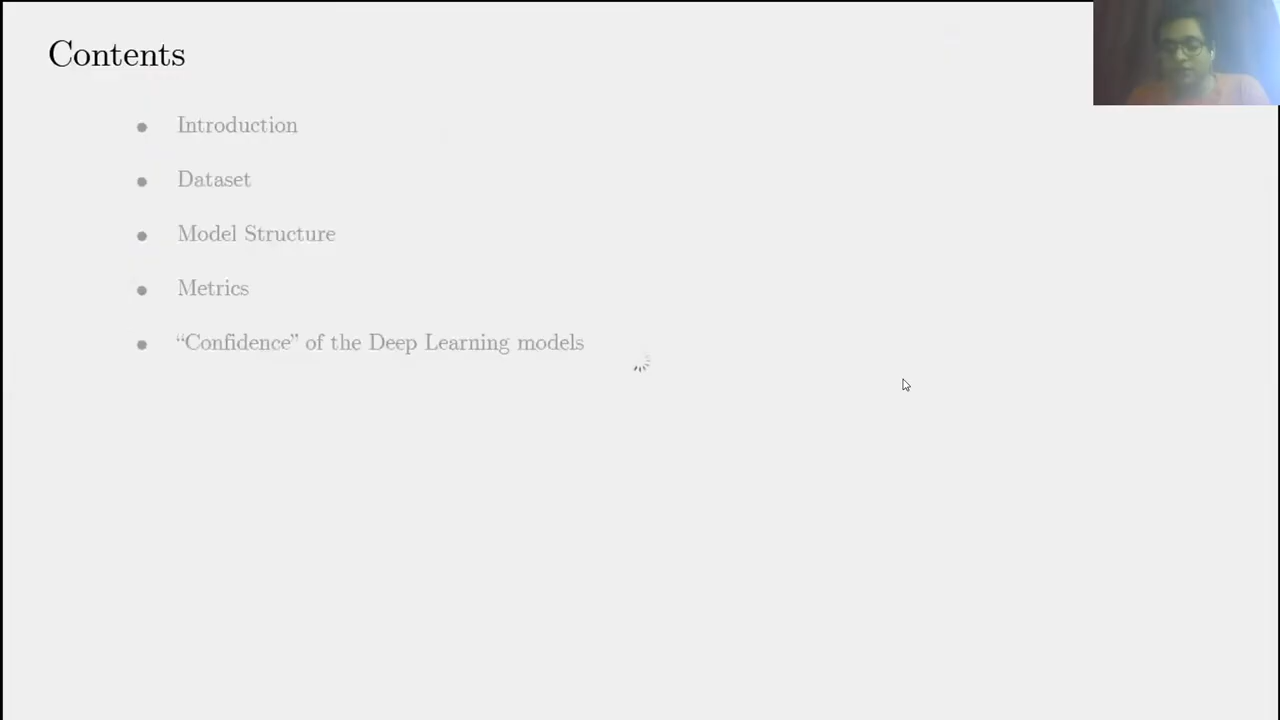 Contents
● Introduction
● Dataset
● Model Structure
● Metrics
● “Confidence” of the Deep Learning models